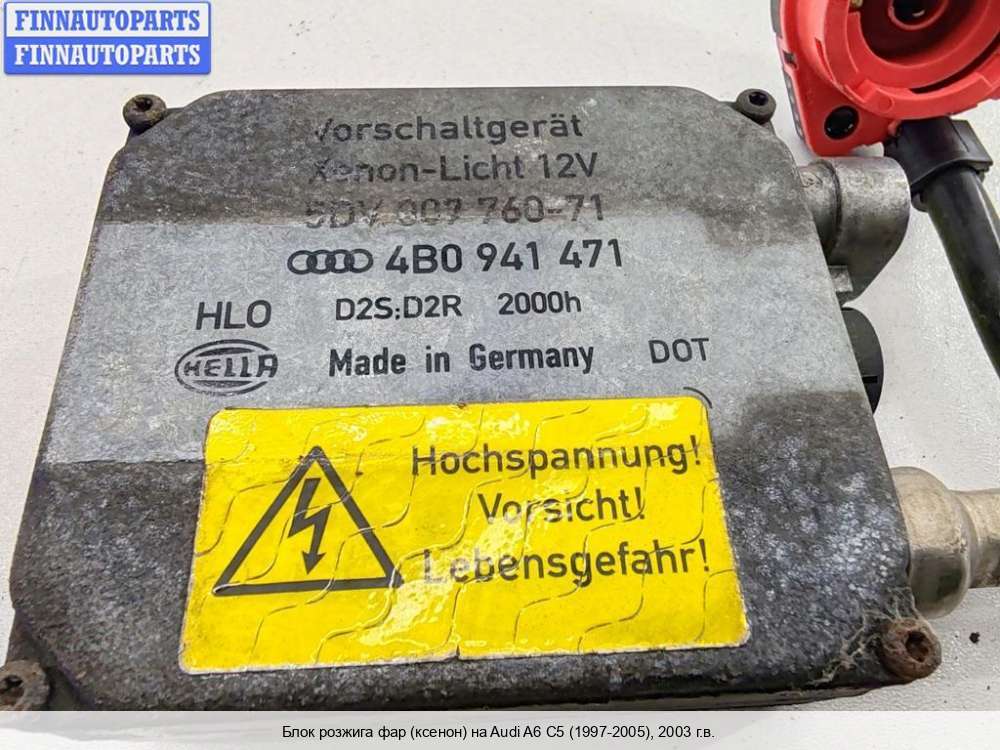 FINNAUTOPARTS
FINNAUTOPARTS
Vorschaltgerät
Xenon-Licht 12V
5DV 007 760-71
4B0 941 471
HLO D2S;D2R 2000h
HELLA Made in Germany DOT
Hochspannung!
Vorsicht!
Lebensgefahr!
Блок розжига фар (ксенон) на Audi A6 C5 (1997-2005), 2003 г.в.